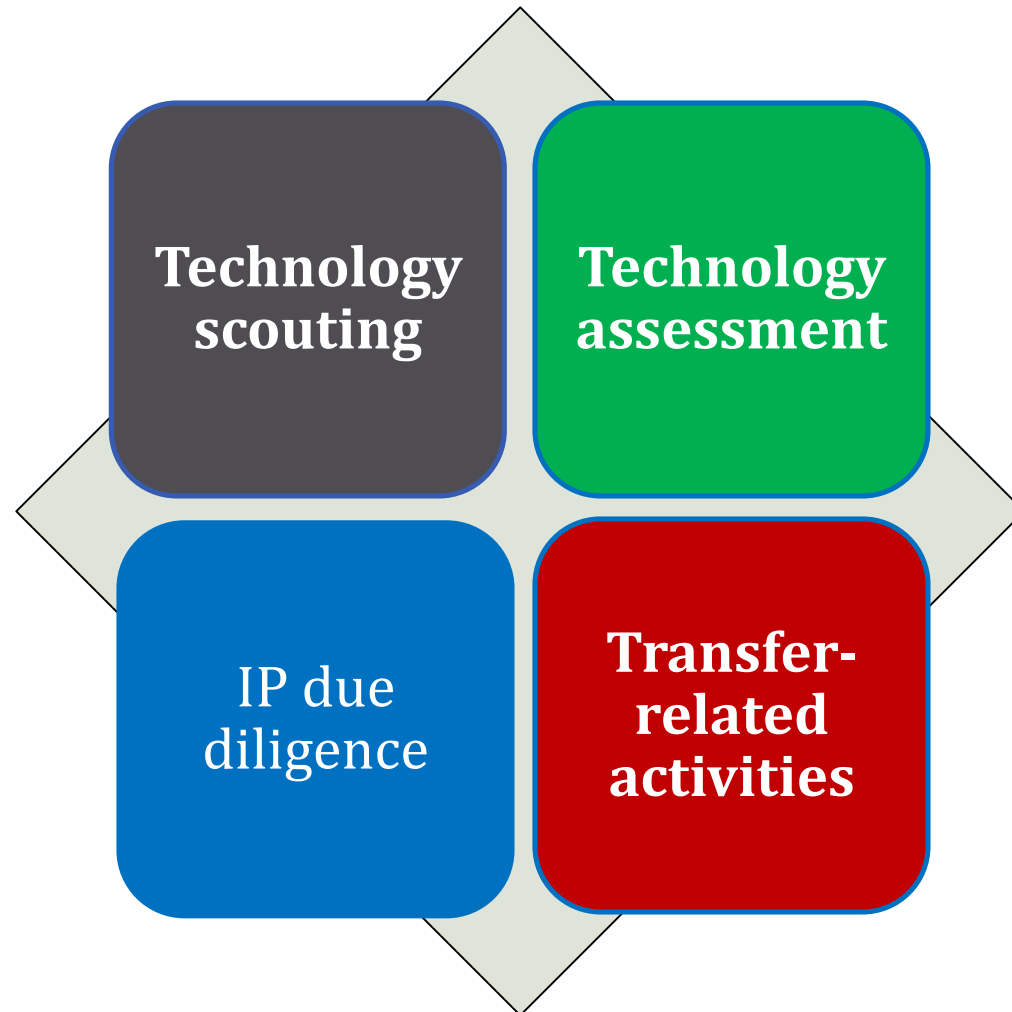 Technology
scouting
Technology
assessment
IP due
diligence
Transfer-
related
activities